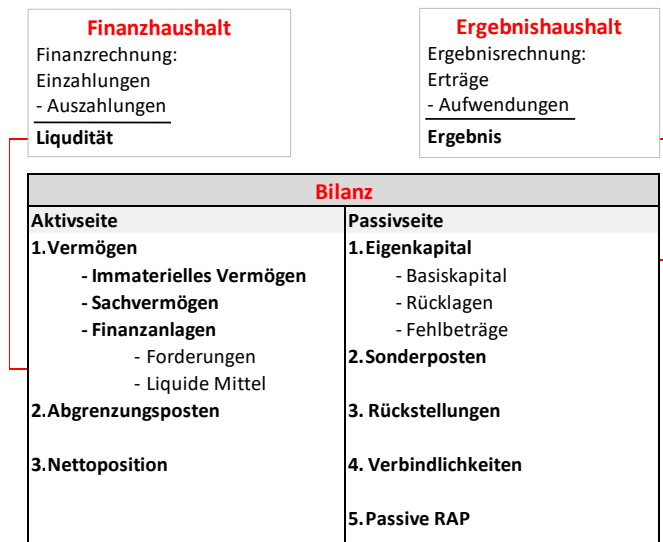 Finanzhaushalt
Finanzrechnung:
Einzahlungen
- Auszahlungen
Liqudität
Ergebnishaushalt
Ergebnisrechnung:
Erträge
- Aufwendungen
Ergebnis
Bilanz
Aktivseite
1.Vermögen
- Immaterielles Vermögen
- Sachvermögen
- Finanzanlagen
- Forderungen
- Liquide Mittel
2.Abgrenzungsposten
3.Nettoposition
Passivseite
1.Eigenkapital
- Basiskapital
- Rücklagen
- Fehlbeträge
2.Sonderposten
3. Rückstellungen
4. Verbindlichkeiten
5.Passive RAP